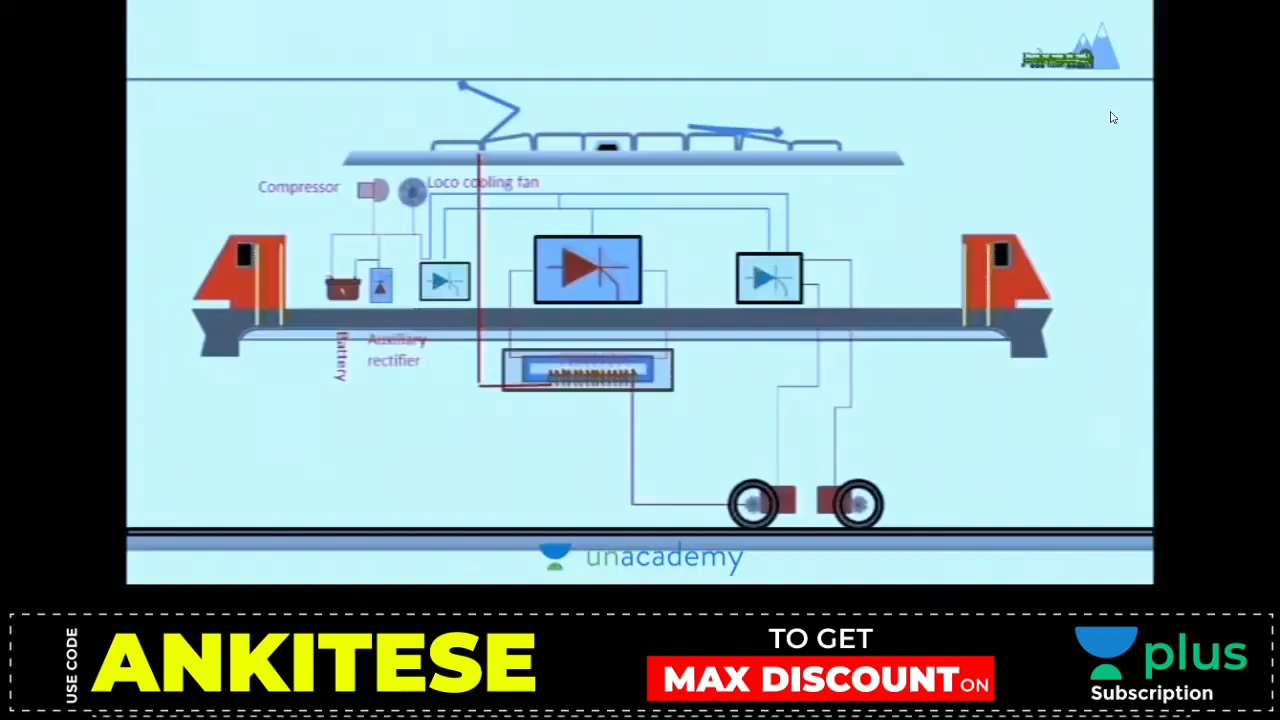 Compressor
Loco cooling fan
Battery
Auxiliary
rectifier
unacademy
USE CODE
ANKITESE
TO GET
MAX DISCOUNT ON
plus
Subscription